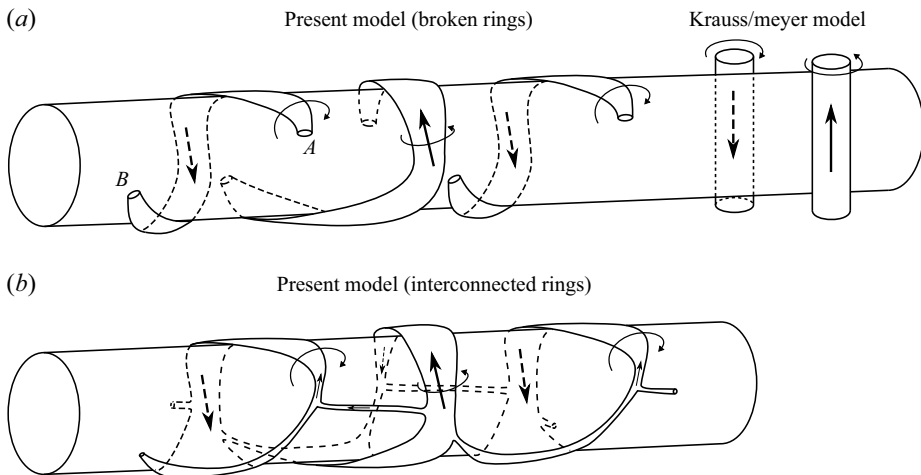 (a)
Present model (broken rings)
Krauss/meyer model
A
B
(b)
Present model (interconnected rings)